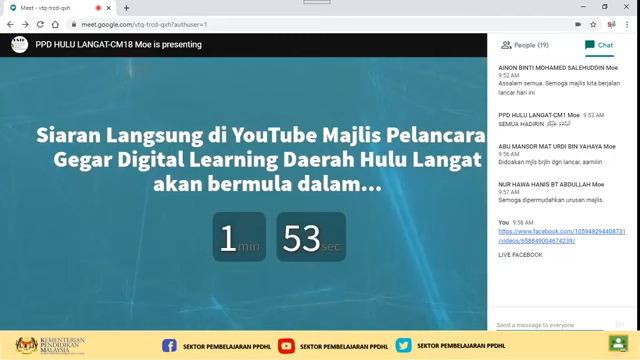 Meet - vtq-trcd-qxh
meet.google.com/vtq-trcd-qxh?authuser=1
PPD HULU LANGAT-CM18 Moe is presenting
People (19)
Chat
Siaran Langsung di YouTube Majlis Pelancara
Gegar Digital Learning Daerah Hulu Langat
akan bermula dalam...
1 min 53 sec
AINON BINTI MOHAMED SALEHUDDIN Moe
9:52 AM
Assalam semua. Semoga majlis kita berjalan
lancar hari ini
PPD HULU LANGAT-CM1 Moe 9:53 AM
SEMUA HADIRIN
ABU MANSOR MAT URDI BIN YAHAYA Moe
9:56 AM
Didoakan mjls brjln dgn lancar, aamiiin
NUR HAWA HANIS BT ABDULLAH Moe
9:57 AM
Semoga dipermudahkan urusan majlis.
You 9:58 AM
https://www.facebook.com/105948294408731
/videos/658849004674239/
LIVE FACEBOOK
Send a message to everyone
KEMENTERIAN
PENDIDIKAN
MALAYSIA
SEKTOR PEMBELAJARAN PPDHL
SEKTOR PEMBELAJARAN PPDHL
SEKTOR PEMBELAJARAN PPDHL